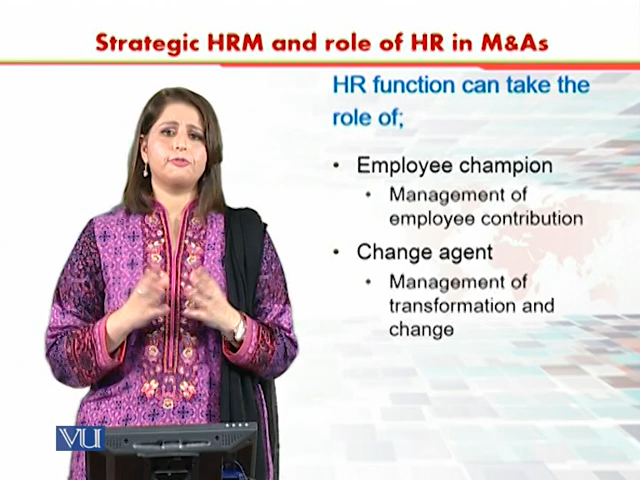 Strategic HRM and role of HR in M&As
HR function can take the
role of;
• Employee champion
• Management of
employee contribution
• Change agent
• Management of
transformation and
change
VU